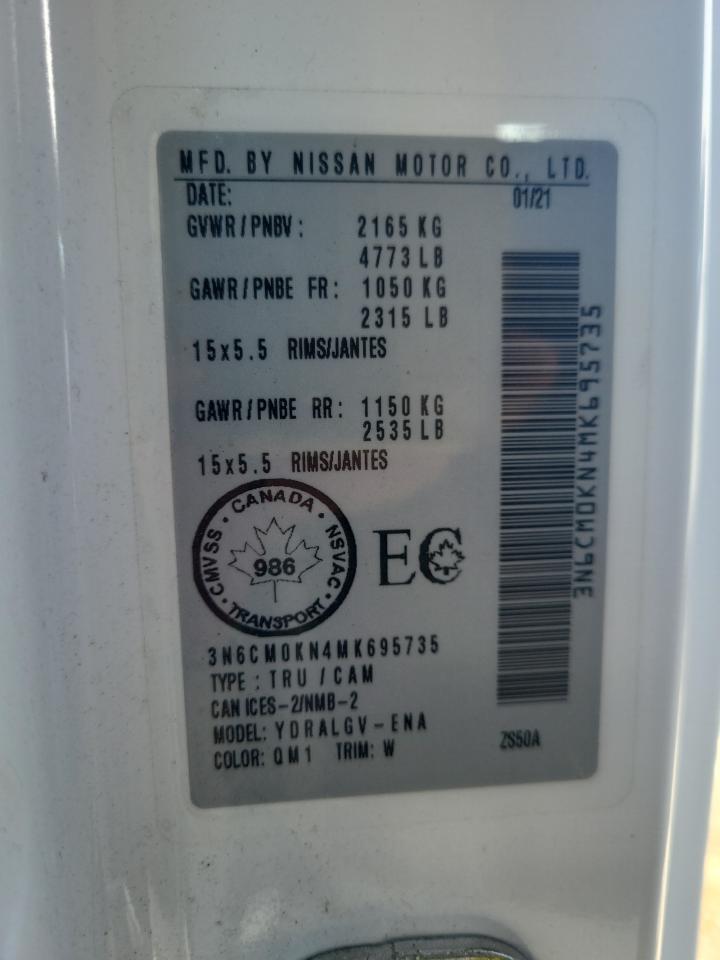 MFD. BY NISSAN MOTOR CO., LTD.
DATE: 01/21
GVWR/PNBV: 2165 KG
4773 LB
GAWR/PNBE FR: 1050 KG
2315 LB
15x5.5 RIMS/JANTES
GAWR/PNBE RR: 1150 KG
2535 LB
15x5.5 RIMS/JANTES
3N6CM0KN4MK695735
CANADA
CMVSS · NSVAC
986
TRANSPORT
EC
3N6CM0KN4MK695735
TYPE : TRU / CAM
CAN ICES-2/NMB-2
MODEL: YDRALGV-ENA
ZS50A
COLOR: QM1 TRIM: W